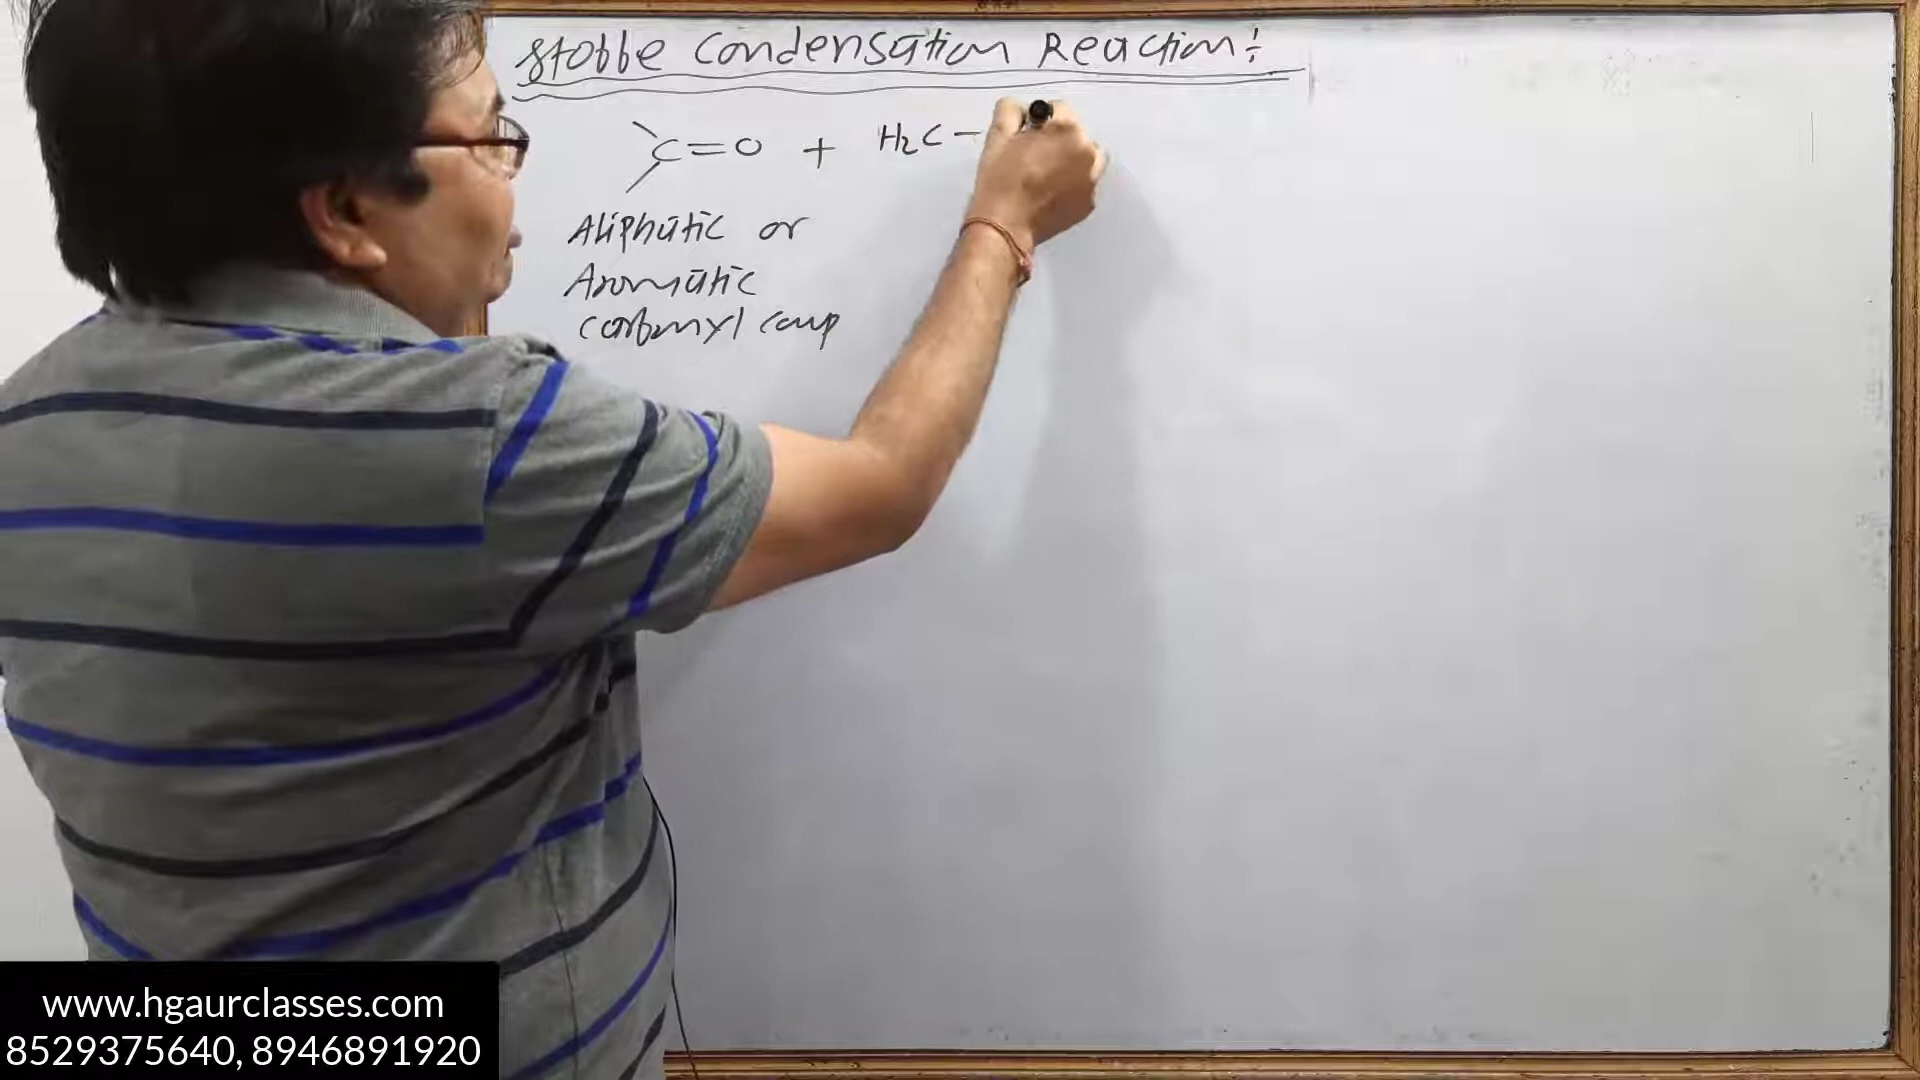 Stobbe Condensation Reaction:
C=O + H2C-
Aliphatic or
Aromatic
carbonyl comp
www.hgaurclasses.com
8529375640, 8946891920